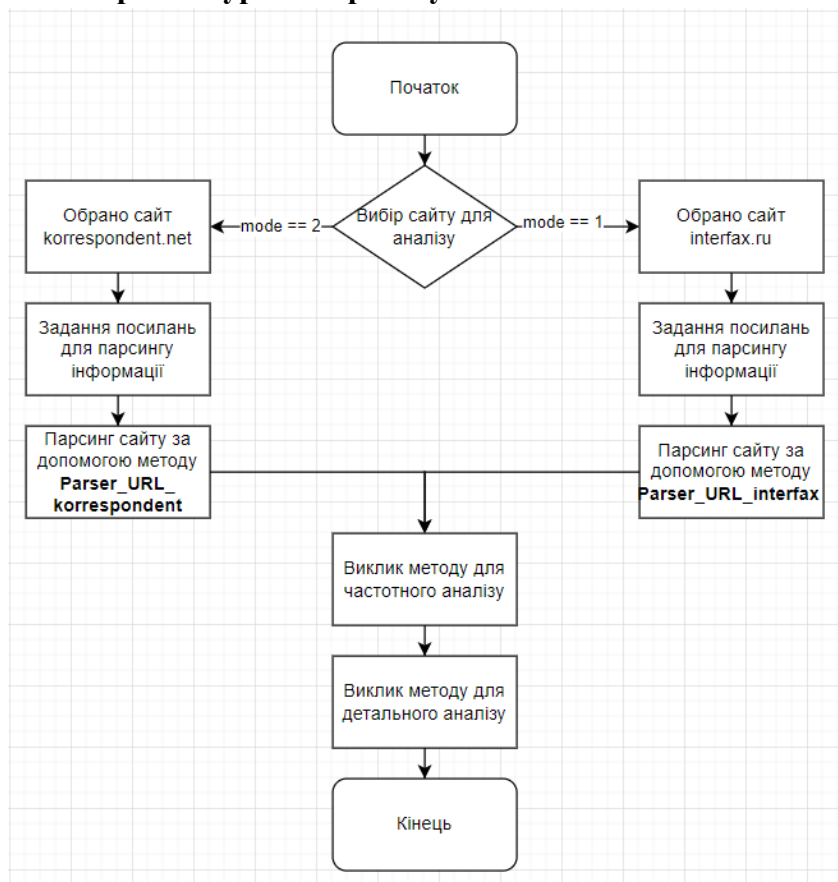 Початок
Вибір сайту для
аналізу
mode == 2
mode == 1
Обрано сайт
korrespondent.net
Обрано сайт
interfax.ru
Задання посилань
для парсингу
інформації
Задання посилань
для парсингу
інформації
Парсинг сайту за
допомогою методу
Parser_URL_
korrespondent
Парсинг сайту за
допомогою методу
Parser_URL_interfax
Виклик методу для
частотного аналізу
Виклик методу для
детального аналізу
Кінець